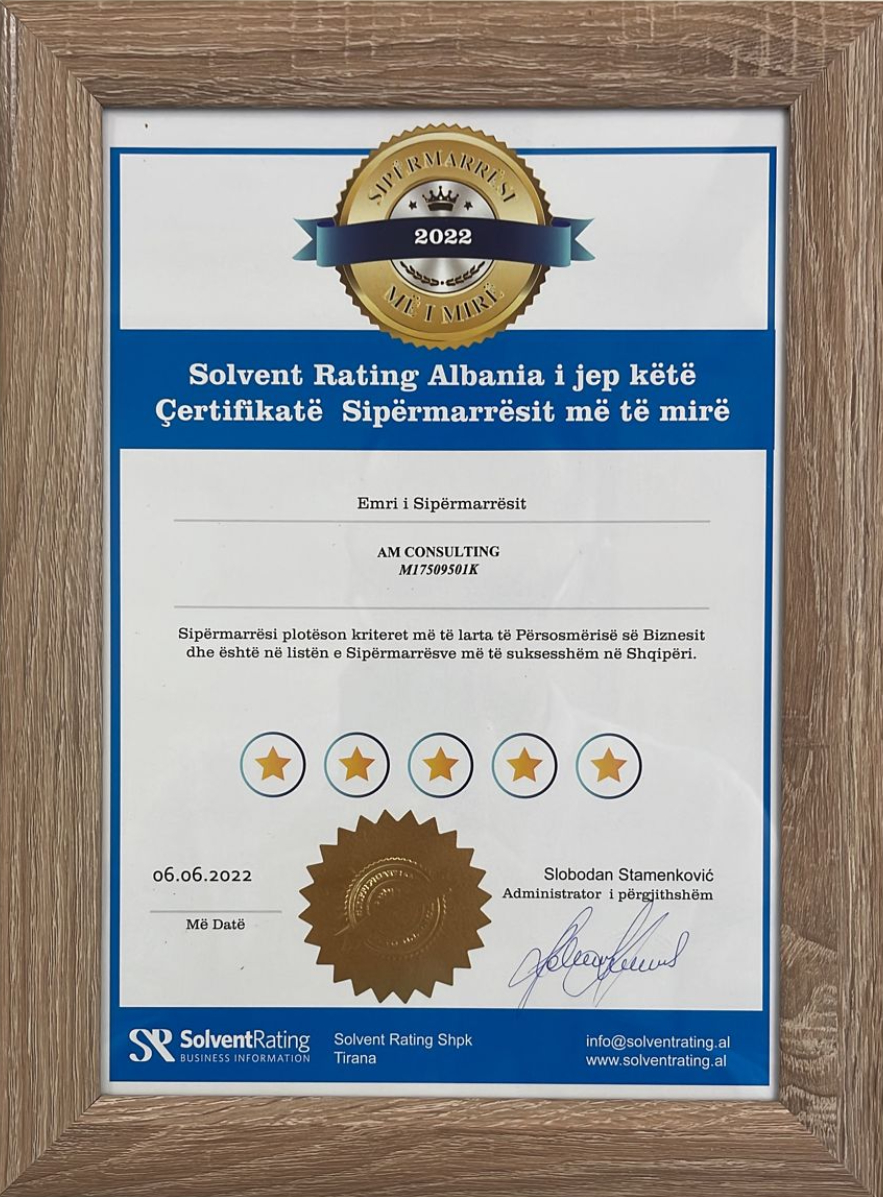 SIPËRMARRËSI
2022
MË I MIRË
Solvent Rating Albania i jep këtë
Çertifikatë Sipërmarrësit më të mirë
Emri i Sipërmarrësit
AM CONSULTING
M17509501K
Sipërmarrësi plotëson kriteret më të larta të Përsosmërisë së Biznesit
dhe është në listën e Sipërmarrësve më të suksesshëm në Shqipëri.
06.06.2022
Më Datë
Slobodan Stamenković
Administrator i përgjithshëm
SR SolventRating
BUSINESS INFORMATION
Solvent Rating Shpk
Tirana
info@solventrating.al
www.solventrating.al